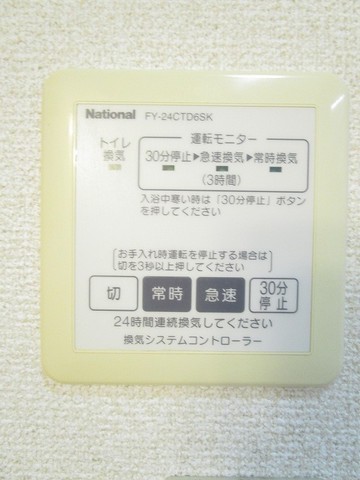 National FY-24CTD6SK
運転モニター
トイレ
換気
30分停止▶急速換気▶常時換気
(3時間)
入浴中寒い時は「30分停止」ボタン
を押してください
[お手入れ時運転を停止する場合は
切を3秒以上押してください]
切 常時 急速 30分
停止
24時間連続換気してください
換気システムコントローラー